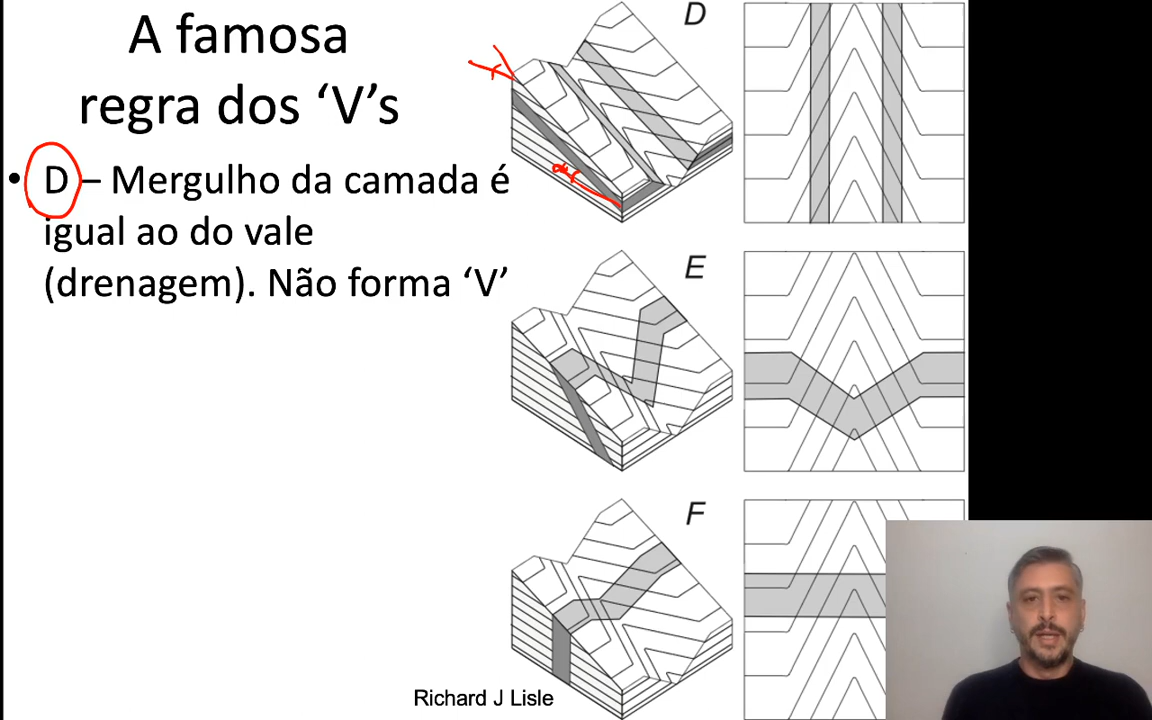 A famosa
regra dos ‘V’s
• D – Mergulho da camada é
igual ao do vale
(drenagem). Não forma ‘V’
D
E
F
Richard J Lisle